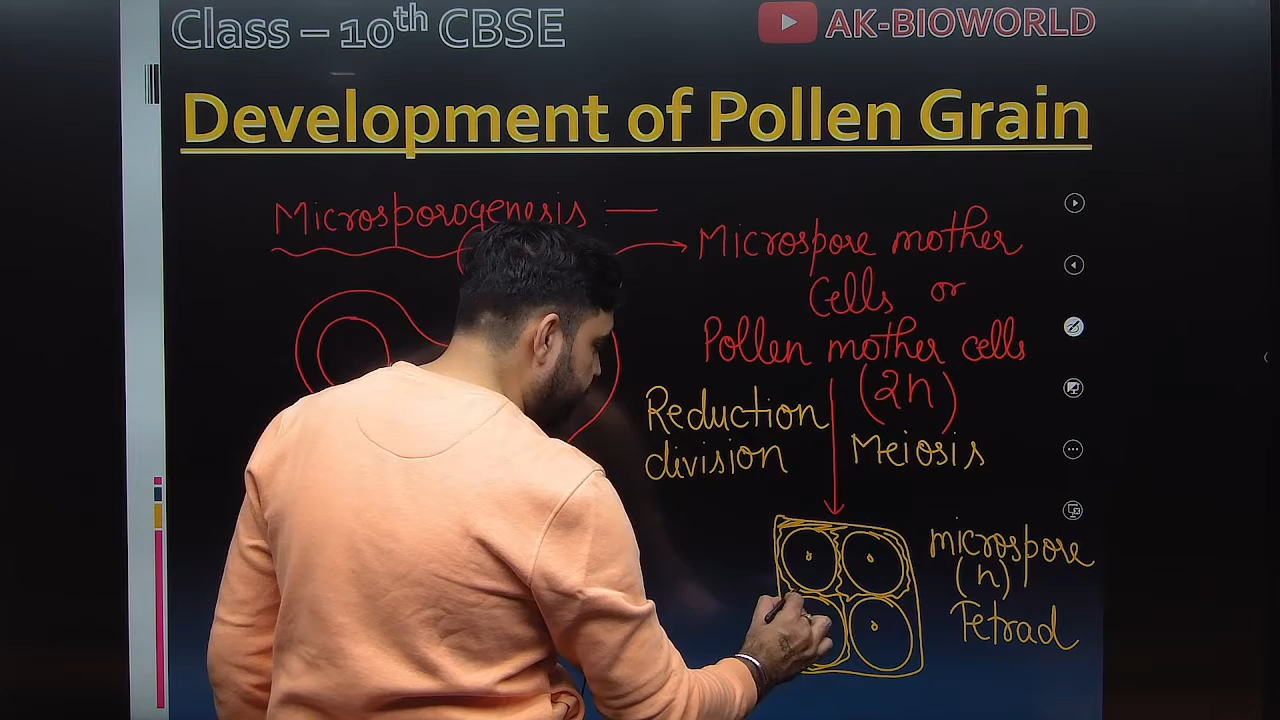 Class – 10th CBSE
AK-BIOWORLD
Development of Pollen Grain
Microsporogenesis :—
Microspore mother
Cells or
Pollen mother cells
(2n)
Reduction
division
Meiosis
microspore
(n)
Tetrad